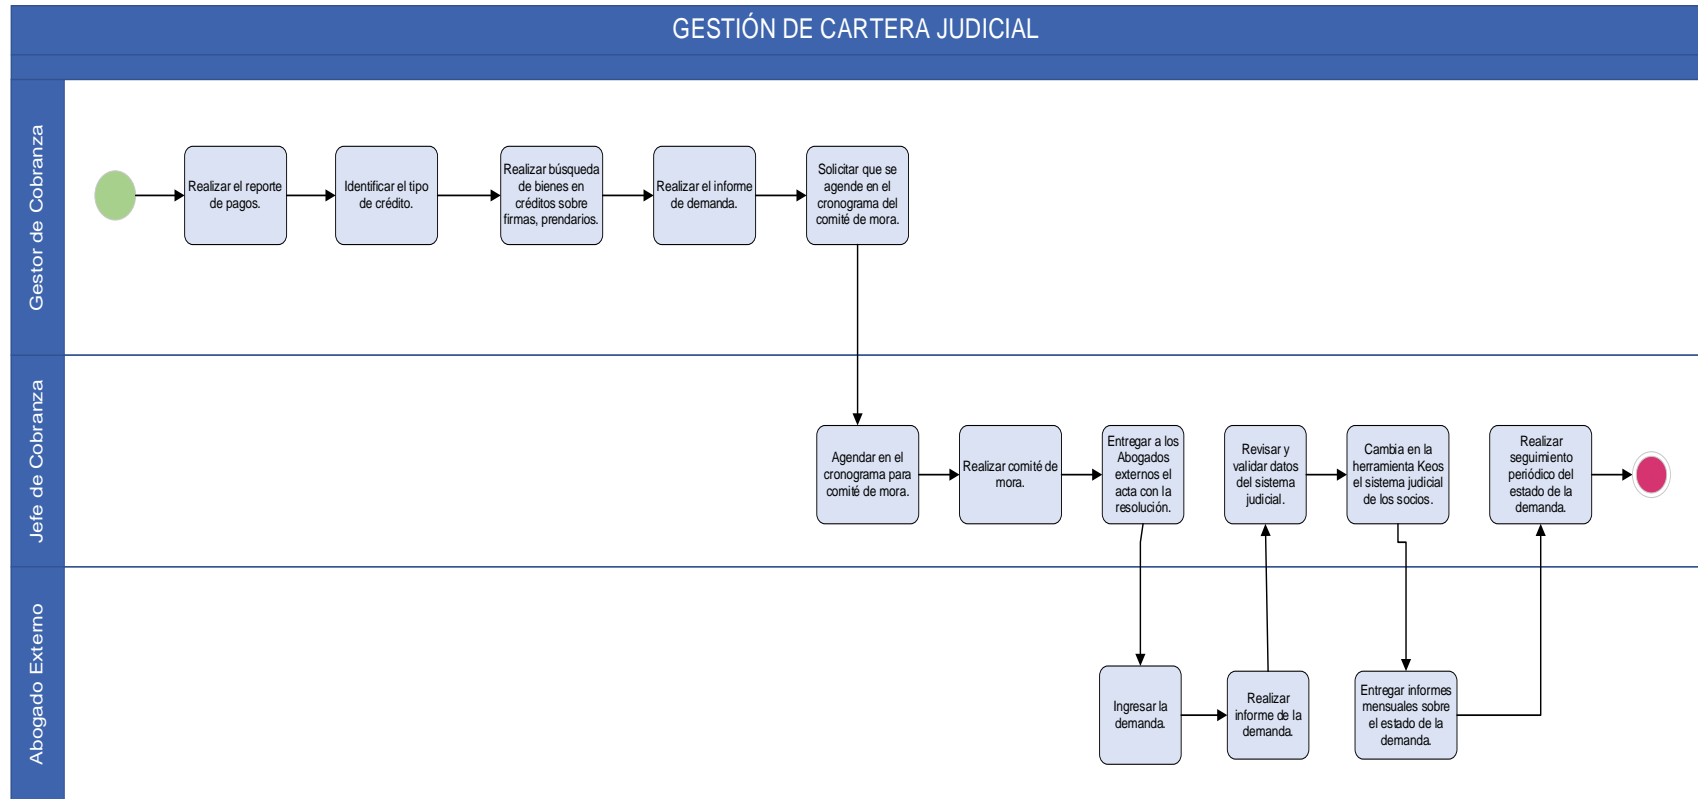 GESTIÓN DE CARTERA JUDICIAL
Gestor de Cobranza
Realizar el reporte
de pagos.
Identificar el tipo
de crédito.
Realizar búsqueda
de bienes en
créditos sobre
firmas, prendarios.
Realizar el informe
de demanda.
Solicitar que se
agende en el
cronograma del
comité de mora.
Jefe de Cobranza
Agendar en el
cronograma para
comité de mora.
Realizar comité de
mora.
Entregar a los
Abogados
externos el
acta con la
resolución.
Revisar y
validar datos
del sistema
judicial.
Cambia en la
herramienta Keos
el sistema judicial
de los socios.
Realizar
seguimiento
periódico del
estado de la
demanda.
Abogado Externo
Ingresar la
demanda.
Realizar
informe de la
demanda.
Entregar informes
mensuales sobre
el estado de la
demanda.